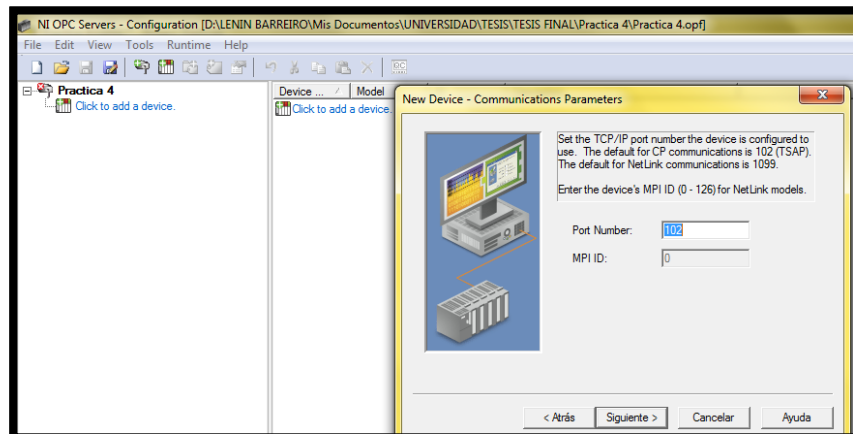 NI OPC Servers - Configuration [D:\LENIN BARREIRO\Mis Documentos\UNIVERSIDAD\TESIS\TESIS FINAL\Practica 4\Practica 4.opf]
File Edit View Tools Runtime Help
Practica 4
Click to add a device.
Device ... Model
Click to add a device.
New Device - Communications Parameters
Set the TCP/IP port number the device is configured to
use. The default for CP communications is 102 (TSAP).
The default for NetLink communications is 1099.
Enter the device's MPI ID (0 - 126) for NetLink models.
Port Number: 102
MPI ID: 0
< Atrás Siguiente > Cancelar Ayuda